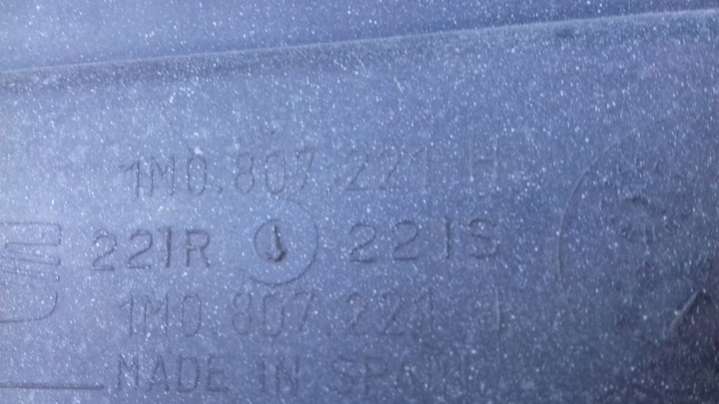 1M0.807.221 H
221R 221S
1M0 807 221
MADE IN SPAIN